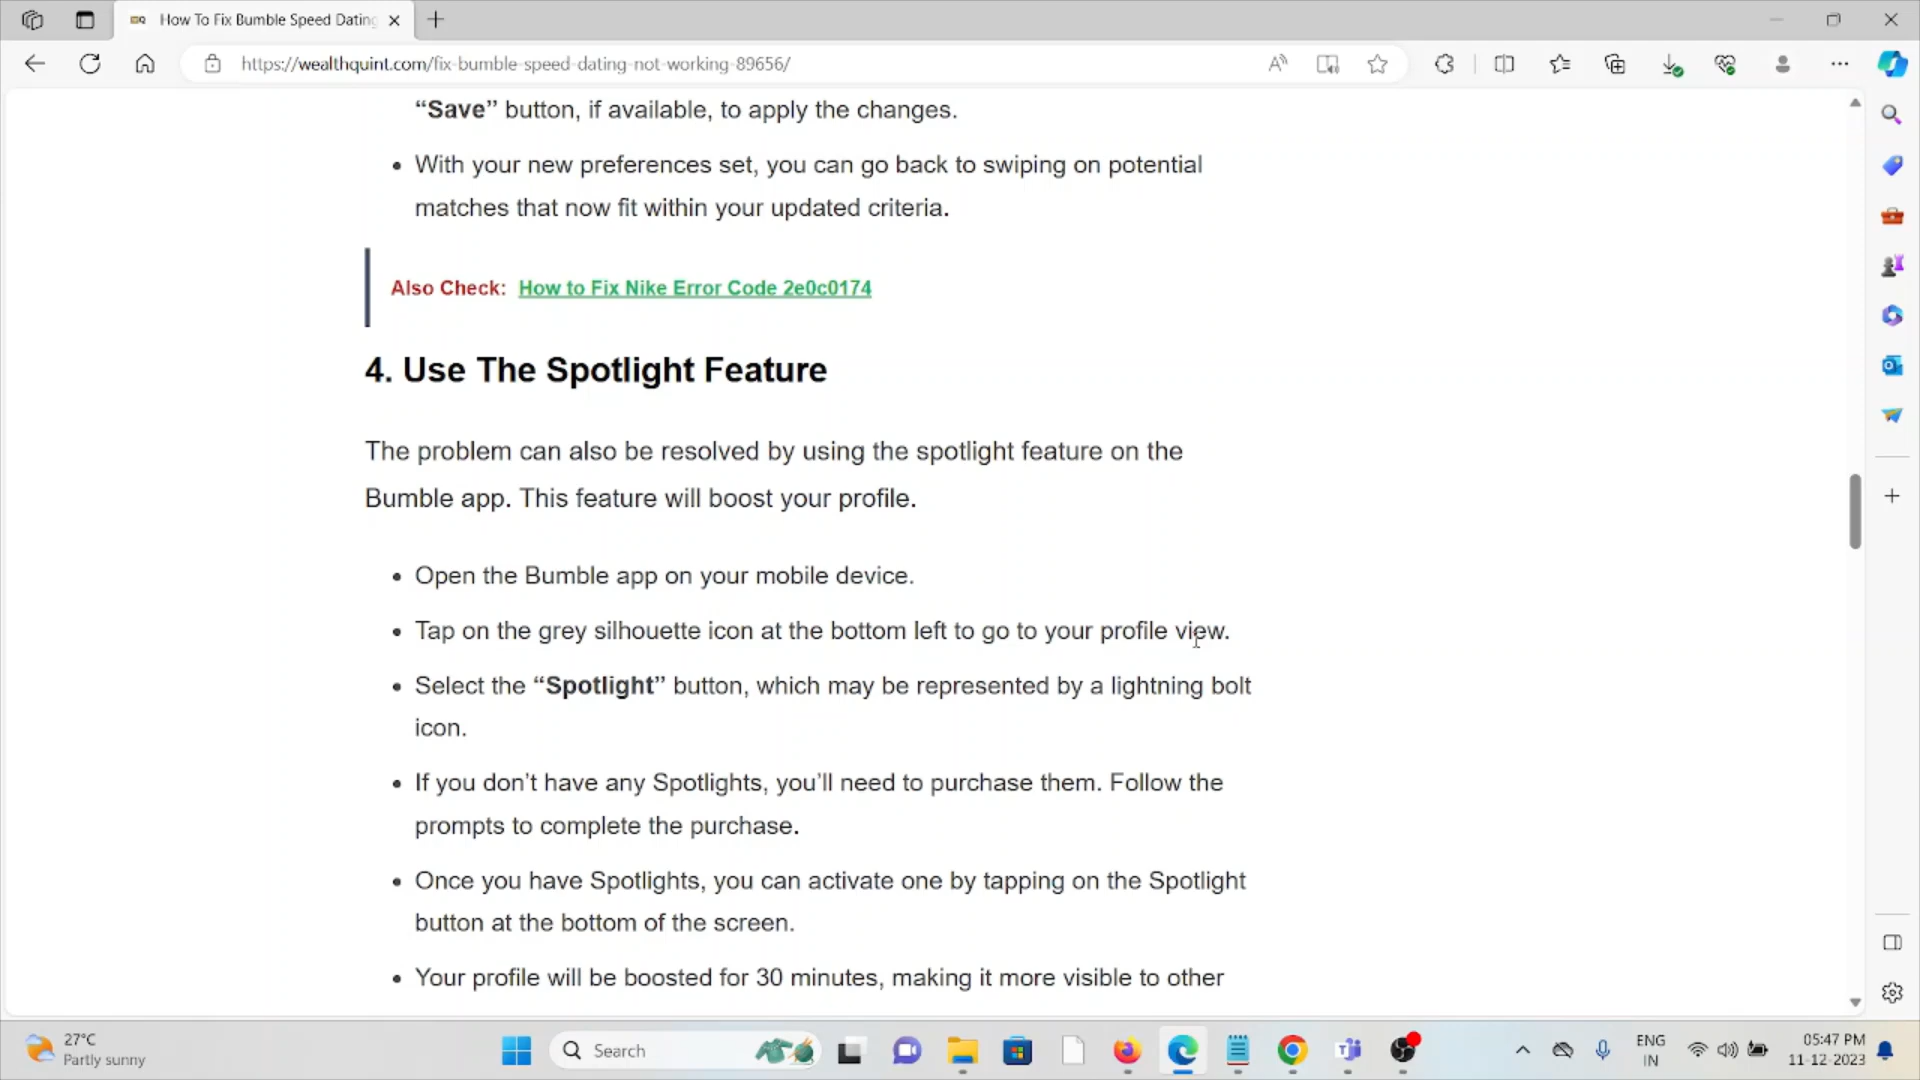 How To Fix Bumble Speed Dating
https://wealthquint.com/fix-bumble-speed-dating-not-working-89656/
“Save” button, if available, to apply the changes.
• With your new preferences set, you can go back to swiping on potential
matches that now fit within your updated criteria.
Also Check: How to Fix Nike Error Code 2e0c0174
4. Use The Spotlight Feature
The problem can also be resolved by using the spotlight feature on the
Bumble app. This feature will boost your profile.
• Open the Bumble app on your mobile device.
• Tap on the grey silhouette icon at the bottom left to go to your profile view.
• Select the “Spotlight” button, which may be represented by a lightning bolt
icon.
• If you don’t have any Spotlights, you’ll need to purchase them. Follow the
prompts to complete the purchase.
• Once you have Spotlights, you can activate one by tapping on the Spotlight
button at the bottom of the screen.
• Your profile will be boosted for 30 minutes, making it more visible to other
27°C
Partly sunny
Search
ENG
IN
05:47 PM
11-12-2023